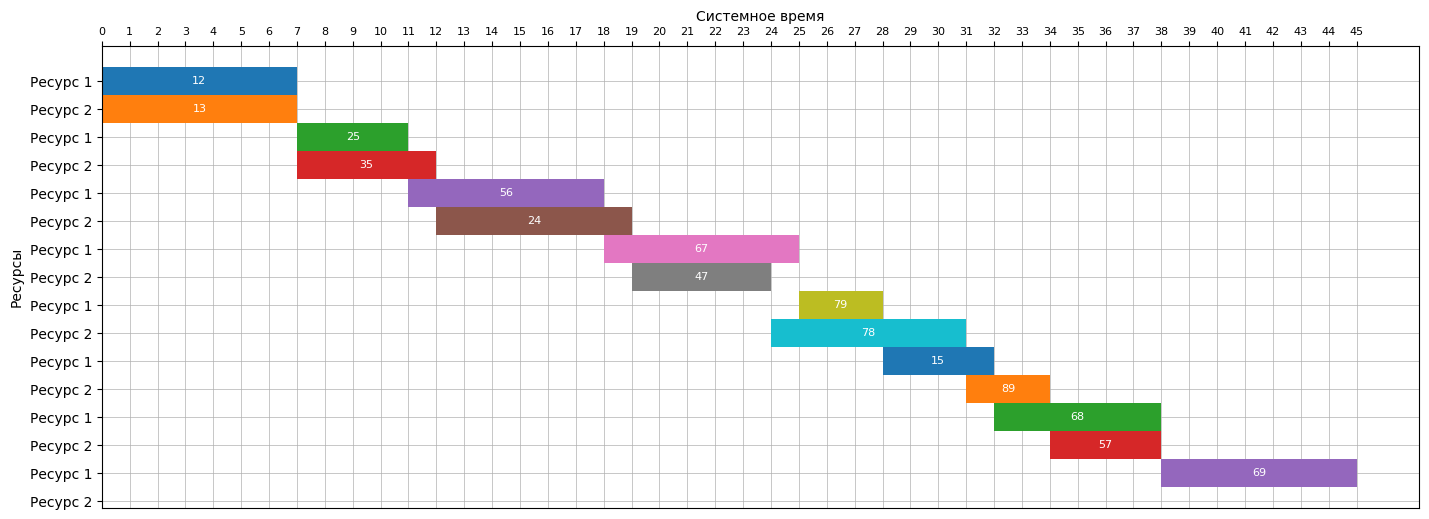 Системное время
0 1 2 3 4 5 6 7 8 9 10 11 12 13 14 15 16 17 18 19 20 21 22 23 24 25 26 27 28 29 30 31 32 33 34 35 36 37 38 39 40 41 42 43 44 45
Ресурсы
Ресурс 1 12
Ресурс 2 13
Ресурс 1 25
Ресурс 2 35
Ресурс 1 56
Ресурс 2 24
Ресурс 1 67
Ресурс 2 47
Ресурс 1 79
Ресурс 2 78
Ресурс 1 15
Ресурс 2 89
Ресурс 1 68
Ресурс 2 57
Ресурс 1 69
Ресурс 2